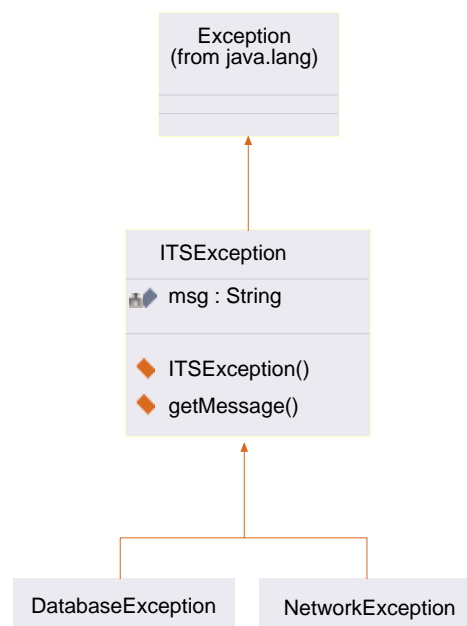 Exception
(from java.lang)
ITSException
msg : String
ITSException()
getMessage()
DatabaseException
NetworkException